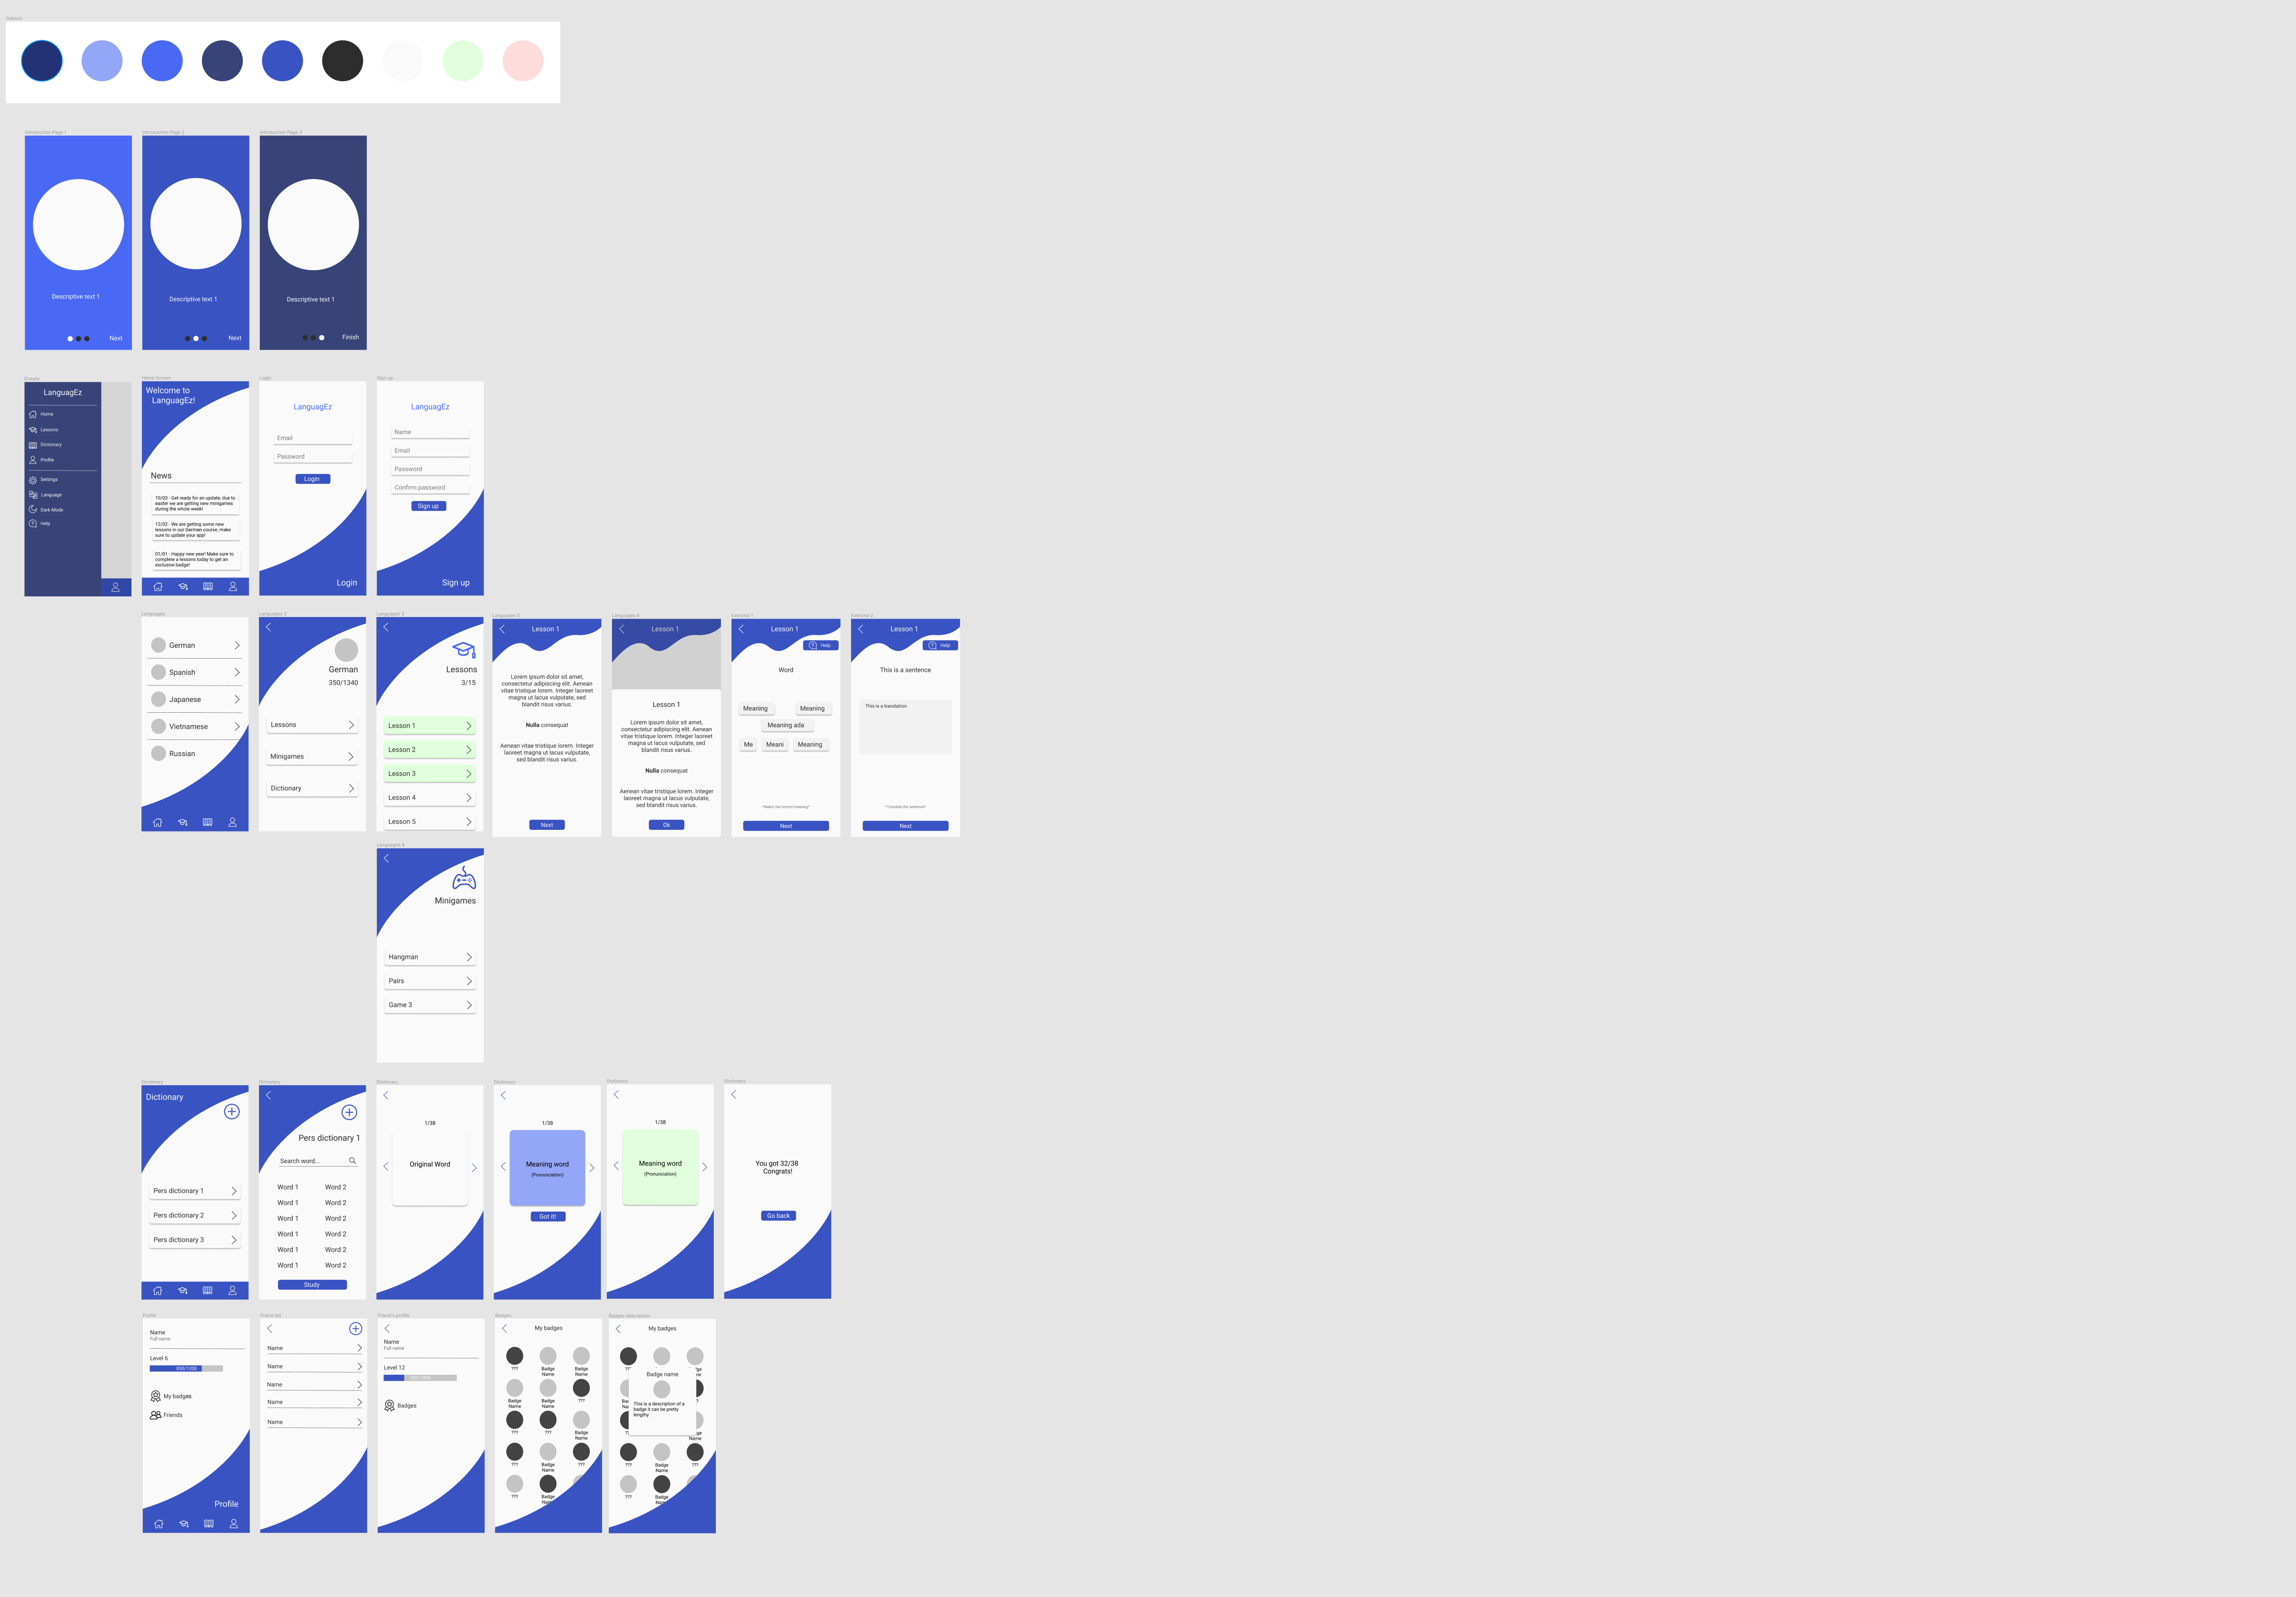 Colours
Introduction Page 1
Introduction Page 2
Introduction Page 3
Descriptive text 1
Descriptive text 1
Descriptive text 1
Next
Next
Finish
Drawer
Home Screen
Login
Sign up
LanguagEz
Home
Lessons
Dictionary
Profile
Settings
Language
Dark Mode
Help
Welcome to
LanguagEz!
News
10/03 - Get ready for an update, due to
easter we are getting new minigames
during the whole week!
12/02 - We are getting some new
lessons in our German course, make
sure to update your app!
01/01 - Happy new year! Make sure to
complete a lessons today to get an
exclusive badge!
LanguagEz
Email
Password
Login
Login
LanguagEz
Name
Email
Password
Confirm password
Sign up
Sign up
Languages
Languages 2
Languages 3
Languages 5
Languages 6
Exercise 1
Exercise 2
German
Spanish
Japanese
Vietnamese
Russian
German
350/1340
Lessons
Minigames
Dictionary
Lessons
3/15
Lesson 1
Lesson 2
Lesson 3
Lesson 4
Lesson 5
Lesson 1
Lorem ipsum dolor sit amet,
consectetur adipiscing elit. Aenean
vitae tristique lorem. Integer laoreet
magna ut lacus vulputate, sed
blandit risus varius.
Nulla consequat
Aenean vitae tristique lorem. Integer
laoreet magna ut lacus vulputate,
sed blandit risus varius.
Next
Lesson 1
Lesson 1
Lorem ipsum dolor sit amet,
consectetur adipiscing elit. Aenean
vitae tristique lorem. Integer laoreet
magna ut lacus vulputate, sed
blandit risus varius.
Nulla consequat
Aenean vitae tristique lorem. Integer
laoreet magna ut lacus vulputate,
sed blandit risus varius.
Ok
Lesson 1
Help
Word
Meaning
Meaning
Meaning ada
Me
Meani
Meaning
*Select the correct meaning*
Next
Lesson 1
Help
This is a sentence
This is a translation
*Translate the sentence*
Next
Languages 4
Minigames
Hangman
Pairs
Game 3
Dictionary
Dictionary
Dictionary
Dictionary
Dictionary
Dictionary
Dictionary
Pers dictionary 1
Pers dictionary 2
Pers dictionary 3
Pers dictionary 1
Search word...
Word 1 Word 2
Word 1 Word 2
Word 1 Word 2
Word 1 Word 2
Word 1 Word 2
Word 1 Word 2
Study
1/38
Original Word
1/38
Meaning word
(Pronunciation)
Got it!
1/38
Meaning word
(Pronunciation)
You got 32/38
Congrats!
Go back
Profile
Friend list
Friend's profile
Badges
Badges description
Name
Full name
Level 6
850/1200
My badges
Friends
Profile
Name
Name
Name
Name
Name
Name
Full name
Level 12
Badges
My badges
???
Badge
Name
Badge
Name
Badge
Name
Badge
Name
???
???
???
Badge
Name
???
Badge
Name
???
???
Badge
My badges
Badge name
This is a description of a
badge it can be pretty
lengthy.
Name
???
Badge
Name
???
???
Badge